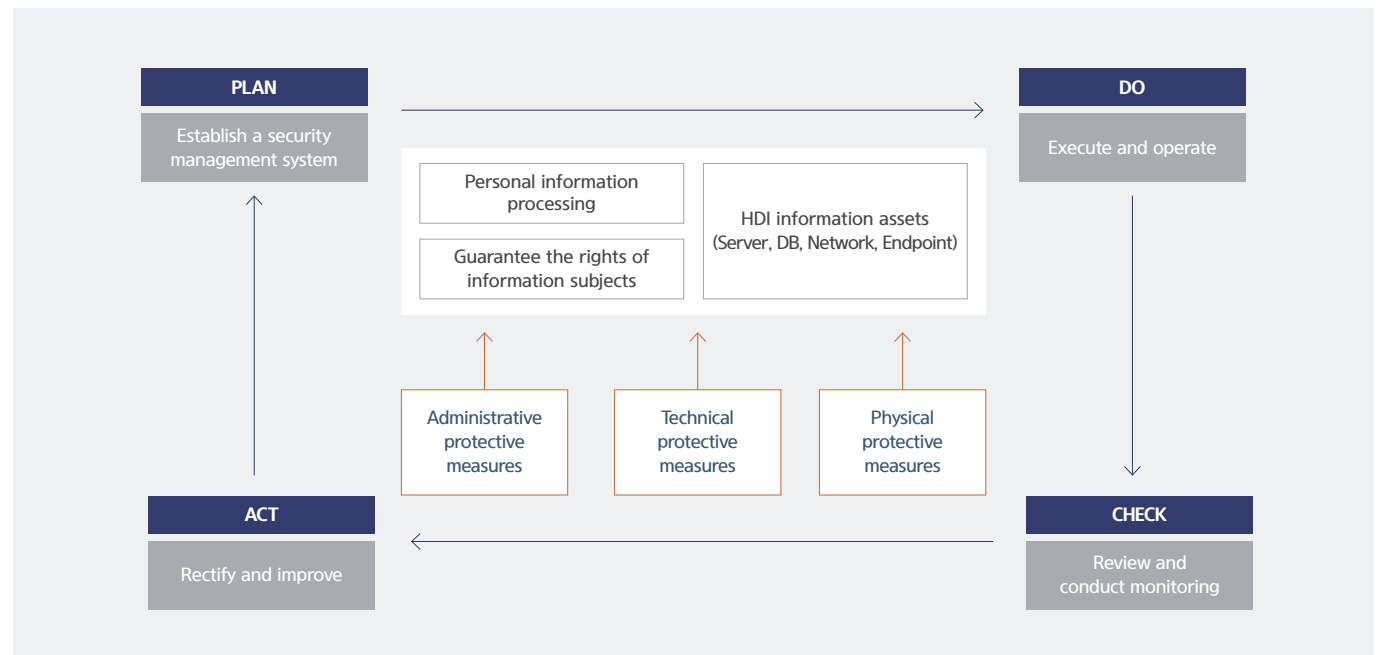 PLAN
Establish a security
management system
DO
Execute and operate
Personal information
processing
Guarantee the rights of
information subjects
HDI information assets
(Server, DB, Network, Endpoint)
Administrative
protective
measures
Technical
protective
measures
Physical
protective
measures
ACT
Rectify and improve
CHECK
Review and
conduct monitoring